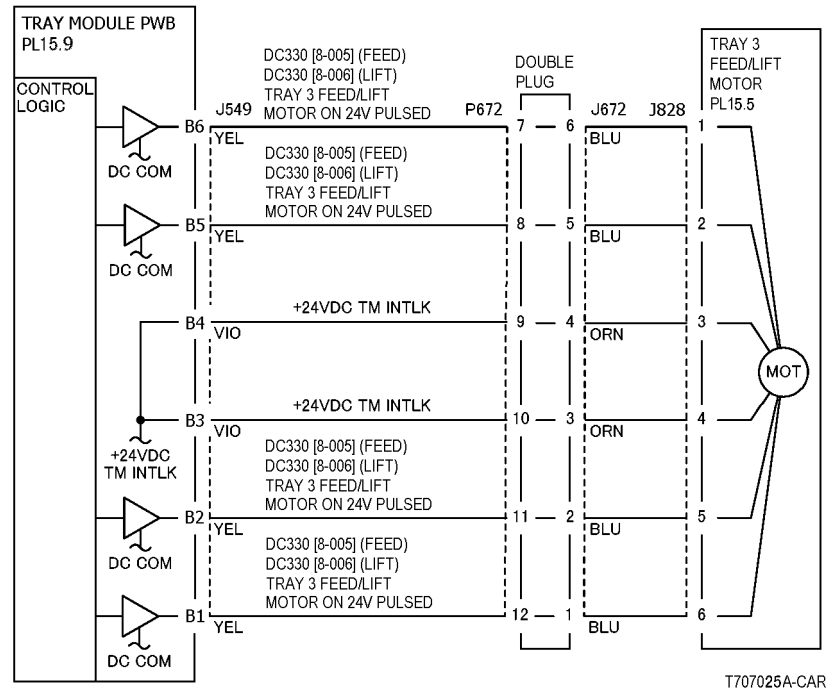 TRAY MODULE PWB
PL15.9
CONTROL
LOGIC
DC330 [8-005] (FEED)
DC330 [8-006] (LIFT)
TRAY 3 FEED/LIFT
MOTOR ON 24V PULSED
DOUBLE
PLUG
TRAY 3
FEED/LIFT
MOTOR
PL15.5
J549
P672
J672
J828
B6
YEL
7
6
BLU
1
DC COM
DC330 [8-005] (FEED)
DC330 [8-006] (LIFT)
TRAY 3 FEED/LIFT
MOTOR ON 24V PULSED
B5
YEL
8
5
BLU
2
DC COM
+24VDC TM INTLK
B4
VIO
9
4
ORN
3
MOT
+24VDC TM INTLK
B3
VIO
10
3
ORN
4
+24VDC
TM INTLK
DC330 [8-005] (FEED)
DC330 [8-006] (LIFT)
TRAY 3 FEED/LIFT
MOTOR ON 24V PULSED
B2
YEL
11
2
BLU
5
DC COM
DC330 [8-005] (FEED)
DC330 [8-006] (LIFT)
TRAY 3 FEED/LIFT
MOTOR ON 24V PULSED
B1
YEL
12
1
BLU
6
DC COM
T707025A-CAR